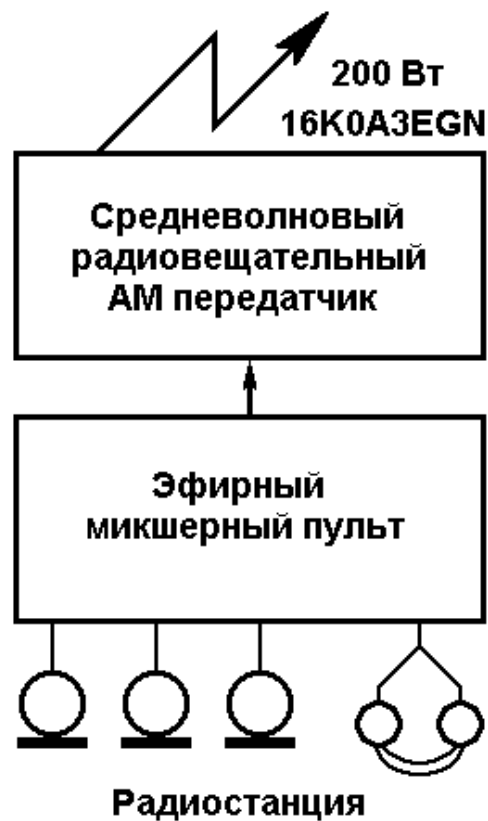 200 Вт
16K0A3EGN
Средневолновый
радиовещательный
АМ передатчик
Эфирный
микшерный пульт
Радиостанция